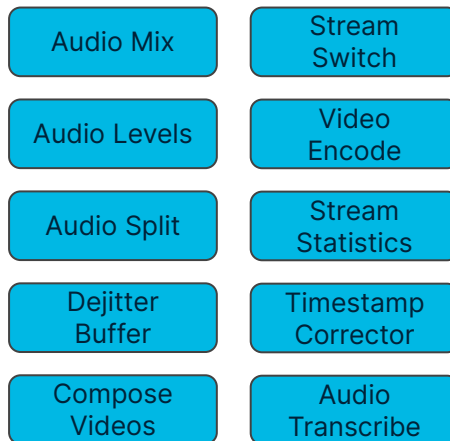 Audio Mix
Stream
Switch
Audio Levels
Video
Encode
Audio Split
Stream
Statistics
Dejitter
Buffer
Timestamp
Corrector
Compose
Videos
Audio
Transcribe